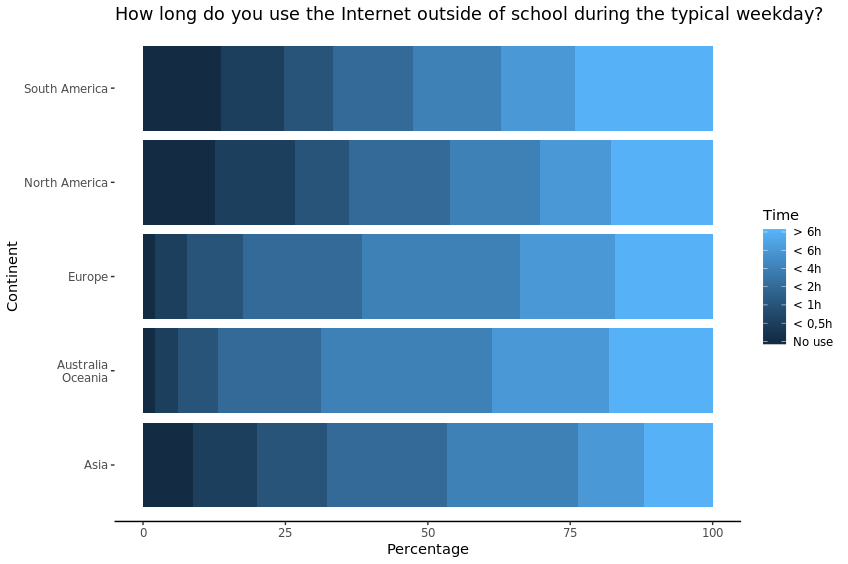 How long do you use the Internet outside of school during the typical weekday?
South America
North America
Europe
Australia
Oceania
Asia
Continent
0
25
50
75
100
Percentage
Time
> 6h
< 6h
< 4h
< 2h
< 1h
< 0,5h
No use